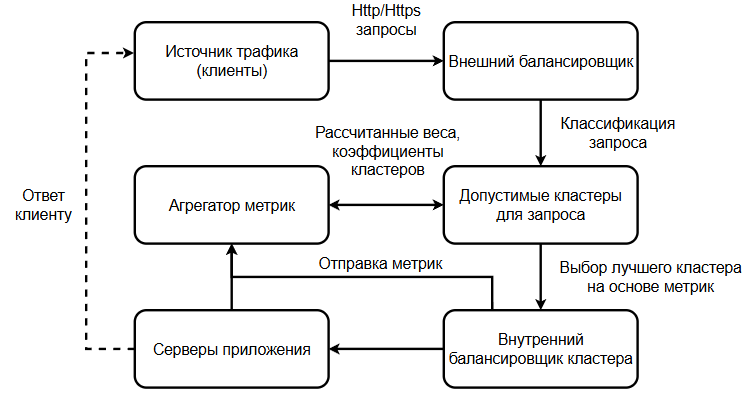 Http/Https
запросы
Источник трафика
(клиенты)
Внешний балансировщик
Классификация
запроса
Рассчитанные веса,
коэффициенты
кластеров
Ответ
клиенту
Агрегатор метрик
Допустимые кластеры
для запроса
Отправка метрик
Выбор лучшего кластера
на основе метрик
Серверы приложения
Внутренний
балансировщик кластера